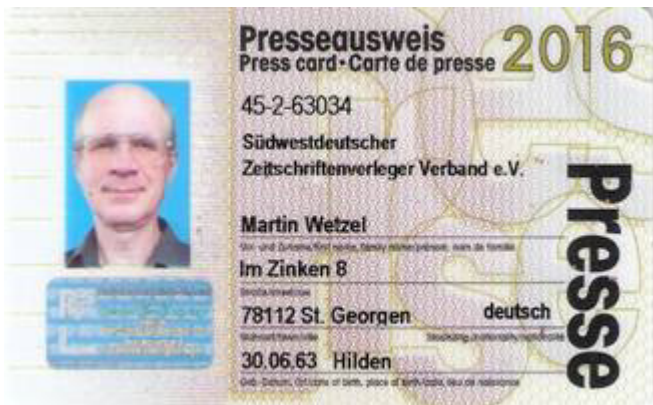 Presseausweis 2016
Press card · Carte de presse
45-2-63034
Südwestdeutscher
Zeitschriftenverleger Verband e.V.
Presse
Martin Wetzel
Im Zinken 8
78112 St. Georgen deutsch
30.06.63 Hilden